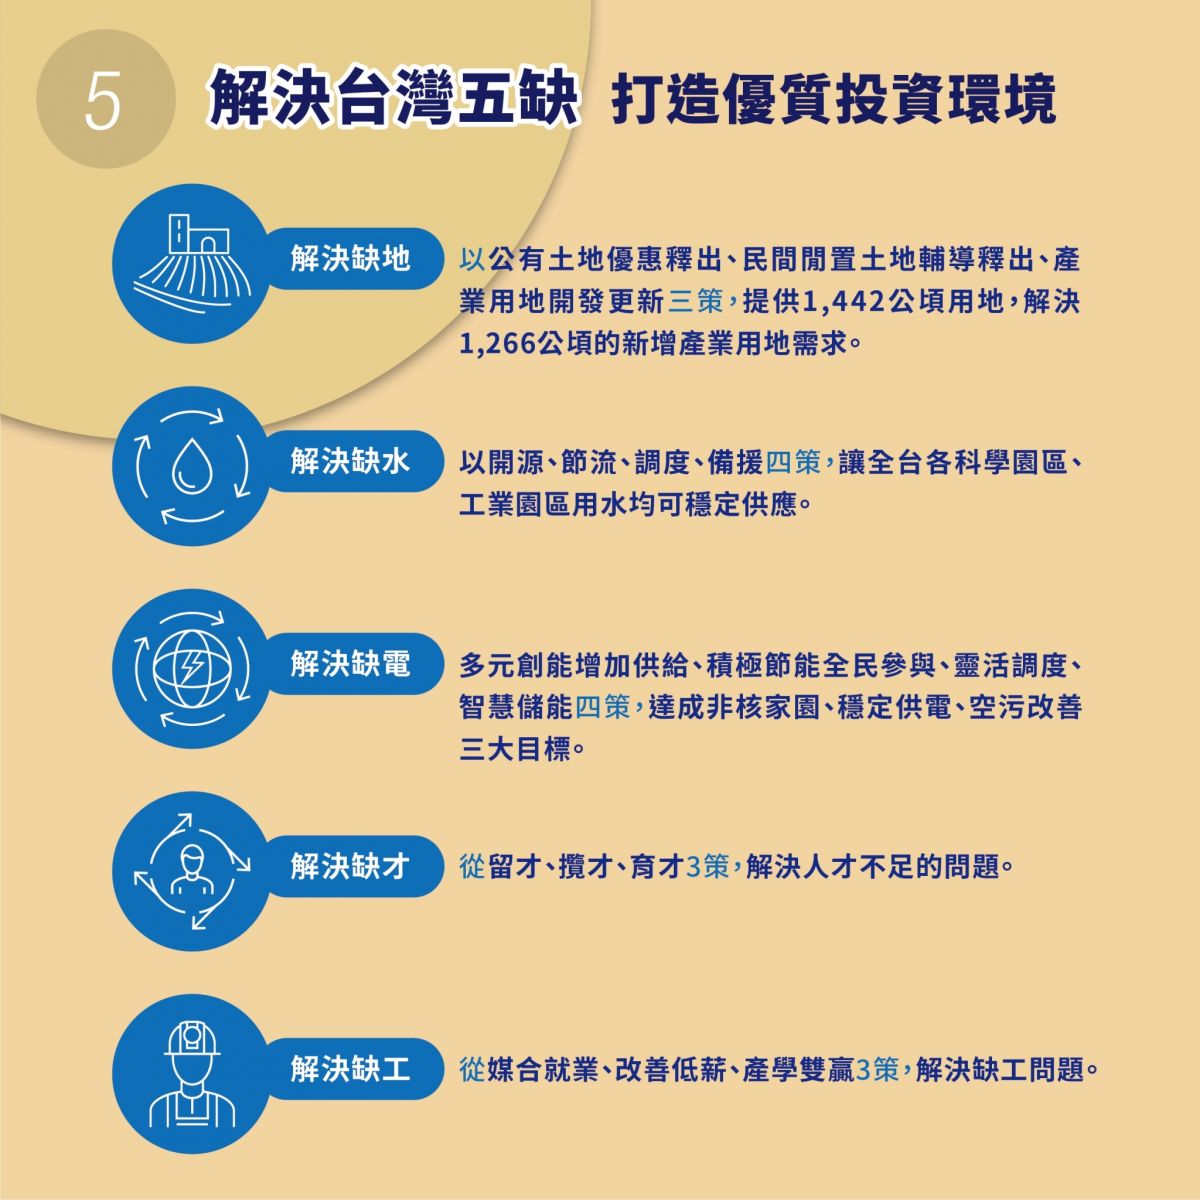 5
解決台灣五缺 打造優質投資環境
解決缺地
以公有土地優惠釋出、民間閒置土地輔導釋出、產
業用地開發更新三策，提供1,442公頃用地，解決
1,266公頃的新增產業用地需求。
解決缺水
以開源、節流、調度、備援四策，讓全台各科學園區、
工業園區用水均可穩定供應。
解決缺電
多元創能增加供給、積極節能全民參與、靈活調度、
智慧儲能四策，達成非核家園、穩定供電、空污改善
三大目標。
解決缺才
從留才、攬才、育才3策，解決人才不足的問題。
解決缺工
從媒合就業、改善低薪、產學雙贏3策，解決缺工問題。